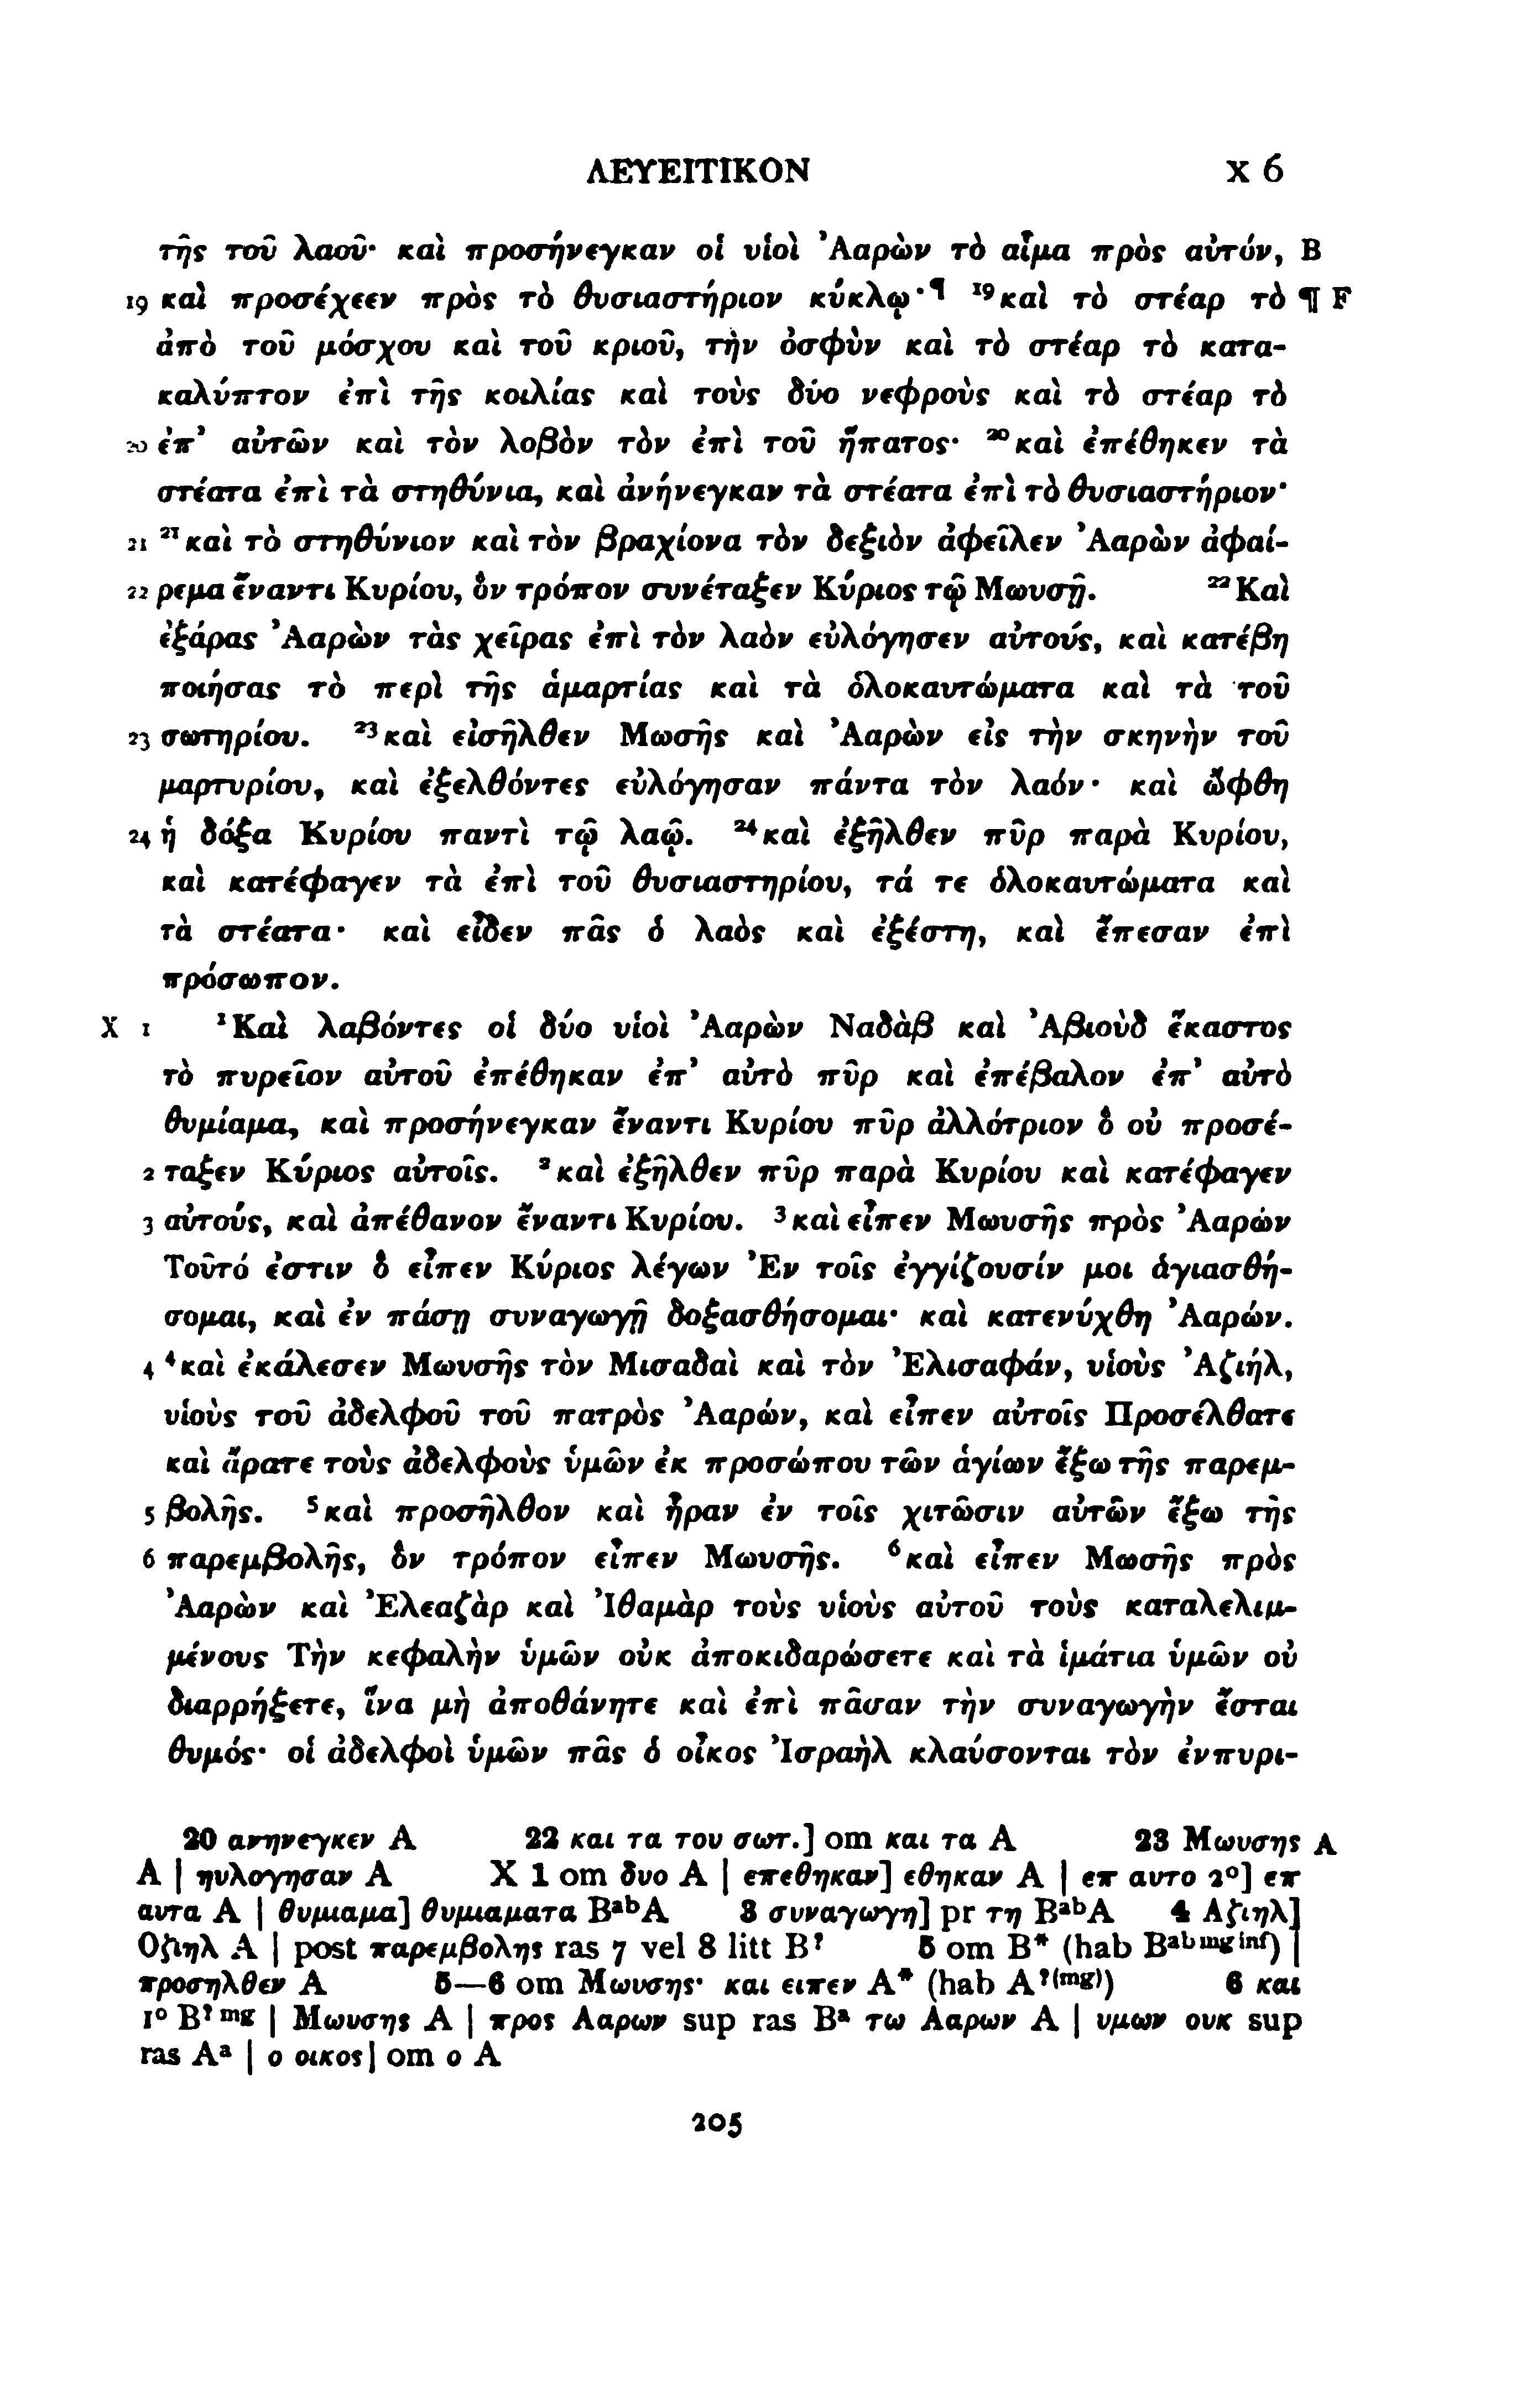 ΛΕΥΕΙΤΙΚΟΝ X 6
τῆς τοῦ λαοῦ· καὶ προσήνεγκαν οἱ υἱοὶ Ἀαρὼν τὸ αἷμα πρὸς αὐτόν, B
19 καὶ προσέχεεν πρὸς τὸ θυσιαστήριον κύκλῳ·¶ ¹⁹καὶ τὸ στέαρ τὸ ¶ F
ἀπὸ τοῦ μόσχου καὶ τοῦ κριοῦ, τὴν ὀσφὺν καὶ τὸ στέαρ τὸ κατα-
καλύπτον ἐπὶ τῆς κοιλίας καὶ τοὺς δύο νεφροὺς καὶ τὸ στέαρ τὸ
20 ἐπ’ αὐτῶν καὶ τὸν λοβὸν τὸν ἐπὶ τοῦ ἥπατος· ²⁰καὶ ἐπέθηκεν τὰ
στέατα ἐπὶ τὰ στηθύνια, καὶ ἀνήνεγκαν τὰ στέατα ἐπὶ τὸ θυσιαστήριον·
21 ²¹καὶ τὸ στηθύνιον καὶ τὸν βραχίονα τὸν δεξιὸν ἀφεῖλεν Ἀαρὼν ἀφαί-
22 ρεμα ἔναντι Κυρίου, ὃν τρόπον συνέταξεν Κύριος τῷ Μωυσῇ. ²²Καὶ
ἐξάρας Ἀαρὼν τὰς χεῖρας ἐπὶ τὸν λαὸν εὐλόγησεν αὐτούς, καὶ κατέβη
ποιήσας τὸ περὶ τῆς ἁμαρτίας καὶ τὰ ὁλοκαυτώματα καὶ τὰ τοῦ
23 σωτηρίου. ²³καὶ εἰσῆλθεν Μωσῆς καὶ Ἀαρὼν εἰς τὴν σκηνὴν τοῦ
μαρτυρίου, καὶ ἐξελθόντες εὐλόγησαν πάντα τὸν λαόν· καὶ ὤφθη
24 ἡ δόξα Κυρίου παντὶ τῷ λαῷ. ²⁴καὶ ἐξῆλθεν πῦρ παρὰ Κυρίου,
καὶ κατέφαγεν τὰ ἐπὶ τοῦ θυσιαστηρίου, τά τε ὁλοκαυτώματα καὶ
τὰ στέατα· καὶ εἶδεν πᾶς ὁ λαὸς καὶ ἐξέστη, καὶ ἔπεσαν ἐπὶ
πρόσωπον.
X 1 ¹Καὶ λαβόντες οἱ δύο υἱοὶ Ἀαρὼν Ναδὰβ καὶ Ἀβιοὺδ ἕκαστος
τὸ πυρεῖον αὐτοῦ ἐπέθηκαν ἐπ’ αὐτὸ πῦρ καὶ ἐπέβαλον ἐπ’ αὐτὸ
θυμίαμα, καὶ προσήνεγκαν ἔναντι Κυρίου πῦρ ἀλλότριον ὃ οὐ προσέ-
2 ταξεν Κύριος αὐτοῖς. ²καὶ ἐξῆλθεν πῦρ παρὰ Κυρίου καὶ κατέφαγεν
3 αὐτούς, καὶ ἀπέθανον ἔναντι Κυρίου. ³καὶ εἶπεν Μωυσῆς πρὸς Ἀαρών
Τοῦτό ἐστιν ὃ εἶπεν Κύριος λέγων Ἐν τοῖς ἐγγίζουσίν μοι ἁγιασθή-
σομαι, καὶ ἐν πάσῃ συναγωγῇ δοξασθήσομαι· καὶ κατενύχθη Ἀαρών.
4 ⁴καὶ ἐκάλεσεν Μωυσῆς τὸν Μισαδαὶ καὶ τὸν Ἐλισαφάν, υἱοὺς Ἀζιήλ,
υἱοὺς τοῦ ἀδελφοῦ τοῦ πατρὸς Ἀαρών, καὶ εἶπεν αὐτοῖς Προσέλθατε
καὶ ἄρατε τοὺς ἀδελφοὺς ὑμῶν ἐκ προσώπου τῶν ἁγίων ἔξω τῆς παρεμ-
5 βολῆς. ⁵καὶ προσῆλθον καὶ ἦραν ἐν τοῖς χιτῶσιν αὐτῶν ἔξω τῆς
6 παρεμβολῆς, ὃν τρόπον εἶπεν Μωυσῆς. ⁶καὶ εἶπεν Μωσῆς πρὸς
Ἀαρὼν καὶ Ἐλεαζὰρ καὶ Ἰθαμὰρ τοὺς υἱοὺς αὐτοῦ τοὺς καταλελιμ-
μένους Τὴν κεφαλὴν ὑμῶν οὐκ ἀποκιδαρώσετε καὶ τὰ ἱμάτια ὑμῶν οὐ
διαρρήξετε, ἵνα μὴ ἀποθάνητε καὶ ἐπὶ πᾶσαν τὴν συναγωγὴν ἔσται
θυμός· οἱ ἀδελφοὶ ὑμῶν πᾶς ὁ οἶκος Ἰσραὴλ κλαύσονται τὸν ἐνπυρι-
20 ανηνεγκεν A 22 και τα του σωτ.] om και τα A 23 Μωυσης A
A | ηυλογησαν A X 1 om δυο A | επεθηκαν] εθηκαν A | επ αυτο 2⁰] επ
αυτα A | θυμιαμα] θυμιαματα BᵃᵇA 3 συναγωγη] pr τη BᵃᵇA 4 Αζιηλ]
Οζιηλ A | post παρεμβολης ras 7 vel 8 litt B? 5 om B* (hab Bᵃᵇ ᵐᵍ ⁱⁿᶠ) |
προσηλθεν A 5—6 om Μωυσης· και ειπεν A* (hab A?⁽ᵐᵍ⁾) 6 και
1⁰ B? ᵐᵍ | Μωυσης A | προς Ααρων sup ras Bᵃ τω Ααρων A | υμων ουκ sup
ras Aᵃ | ο οικος] om ο A
205